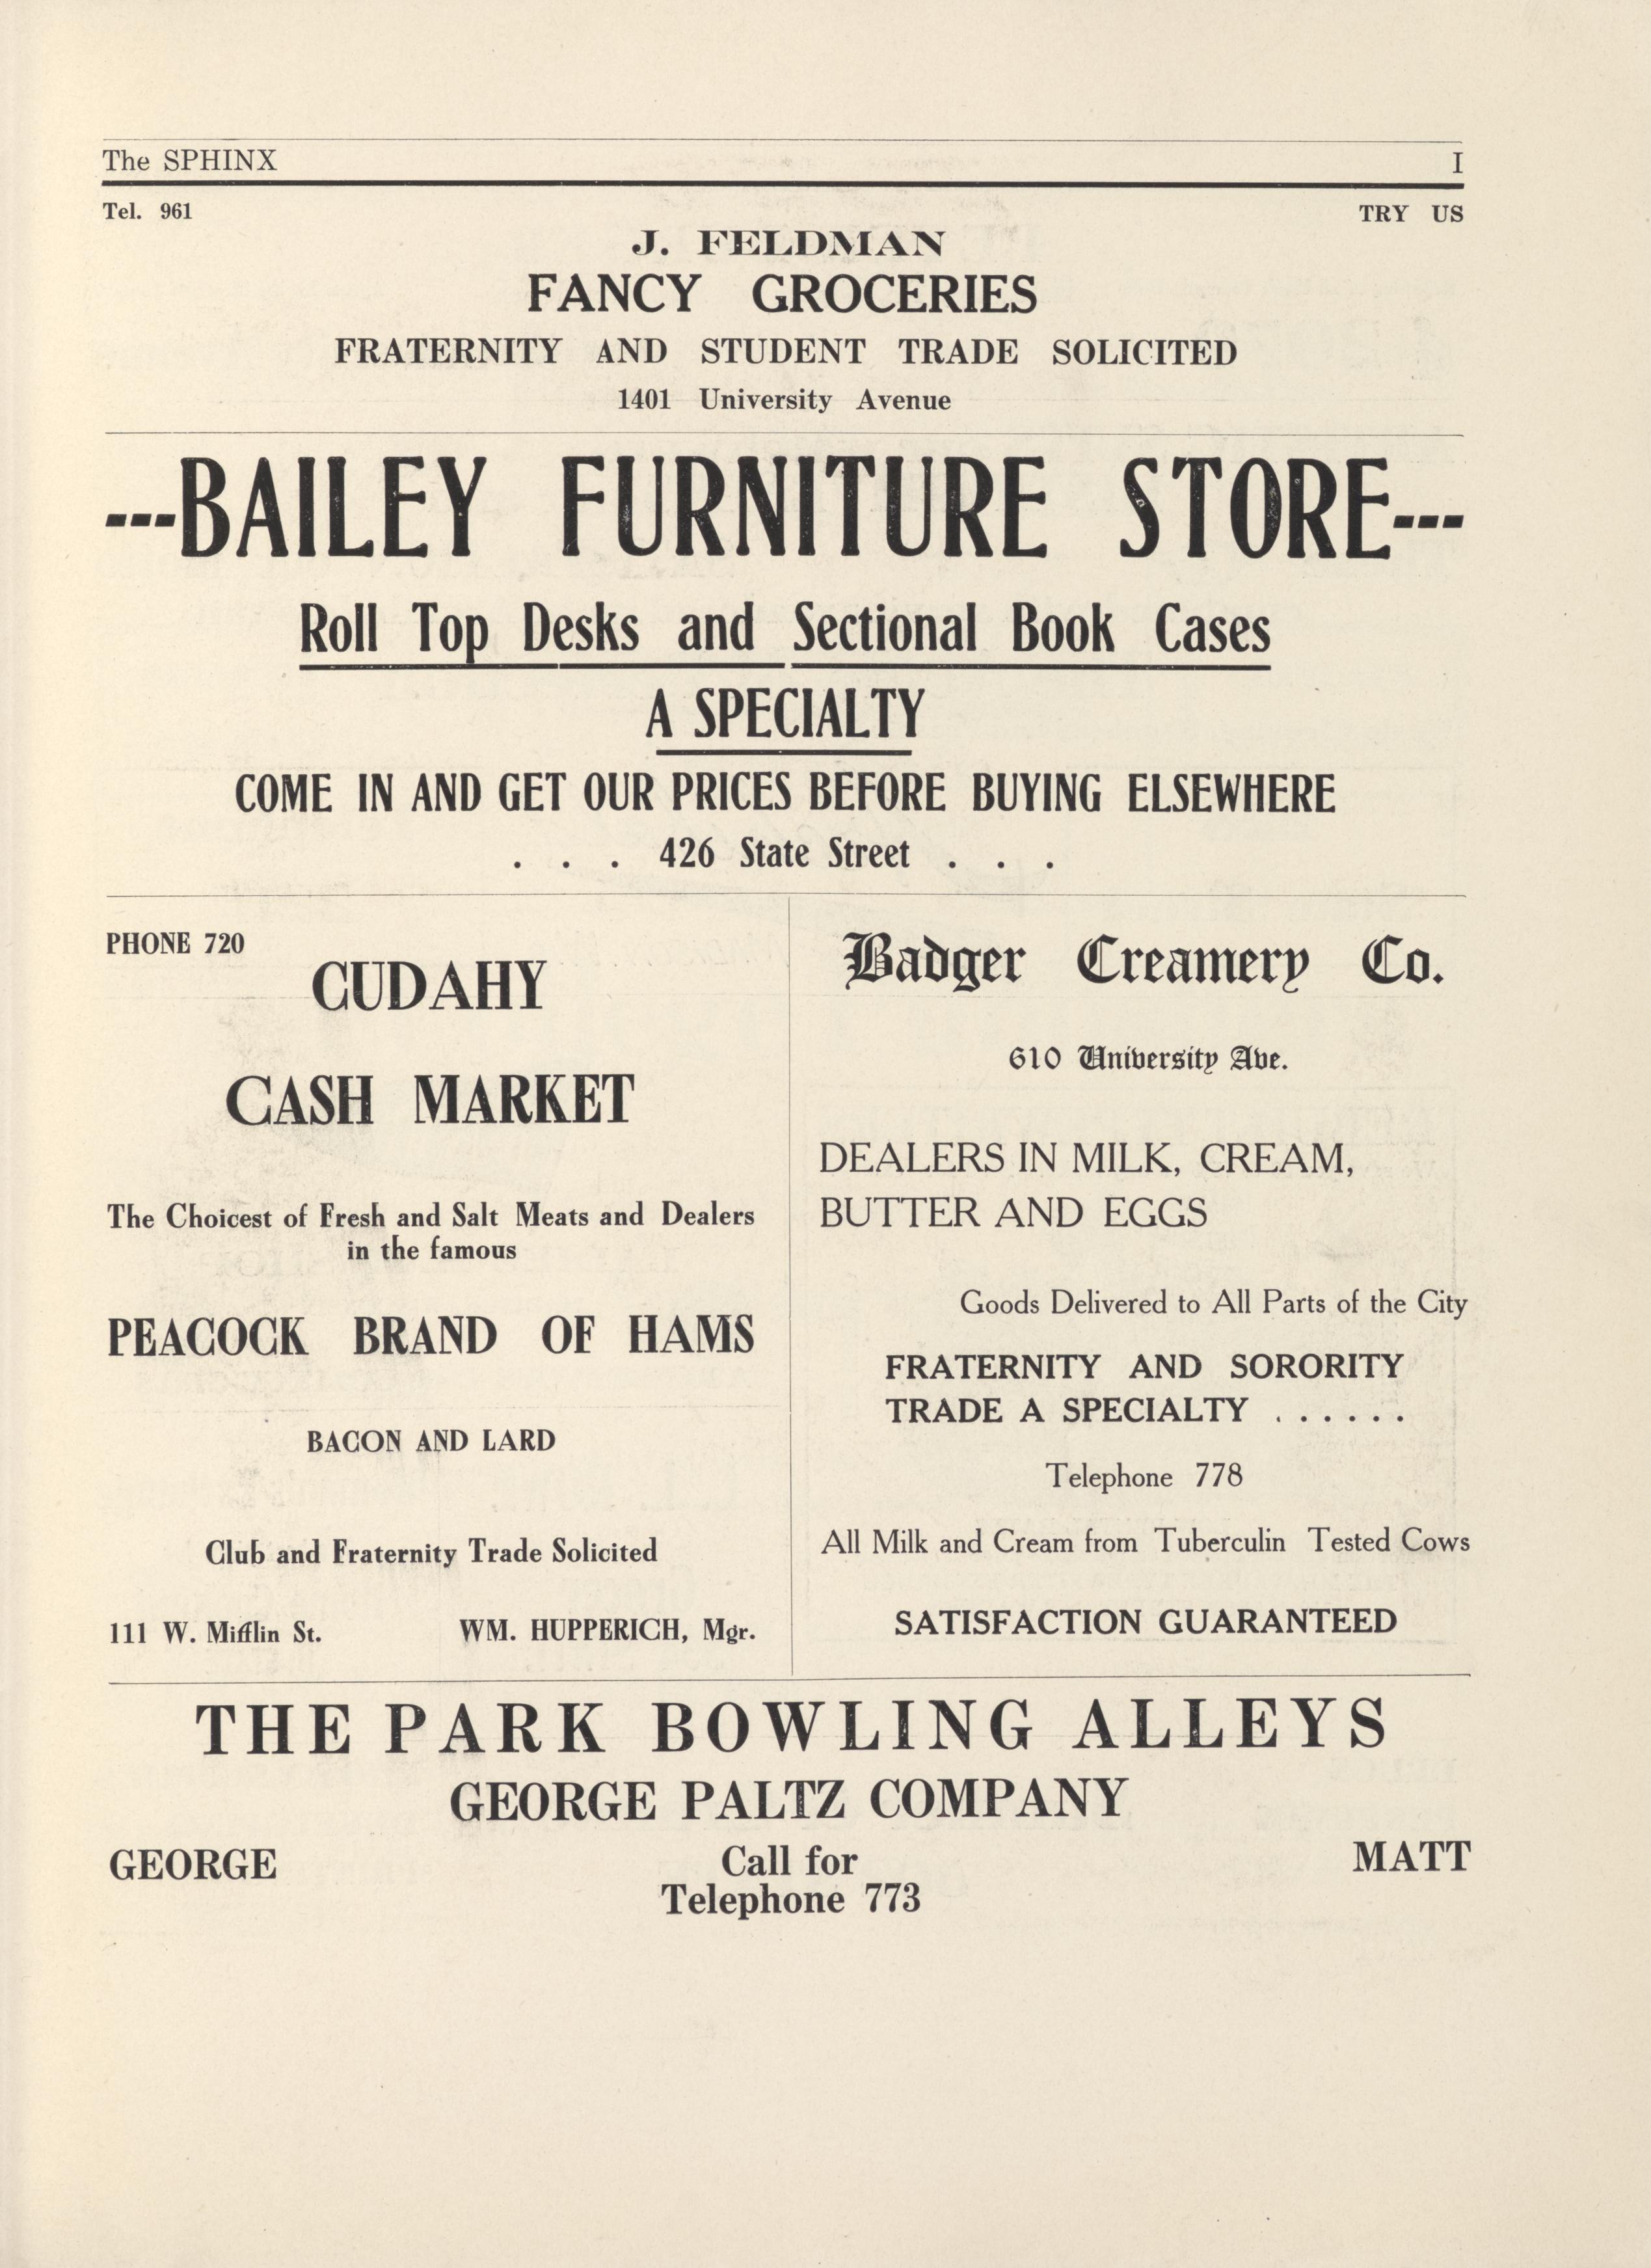 The SPHINX I
Tel. 961 TRY US
J. FELDMAN
FANCY GROCERIES
FRATERNITY AND STUDENT TRADE SOLICITED
1401 University Avenue
---BAILEY FURNITURE STORE---
Roll Top Desks and Sectional Book Cases
A SPECIALTY
COME IN AND GET OUR PRICES BEFORE BUYING ELSEWHERE
. . . 426 State Street . . .
PHONE 720
CUDAHY
CASH MARKET
The Choicest of Fresh and Salt Meats and Dealers
in the famous
PEACOCK BRAND OF HAMS
BACON AND LARD
Club and Fraternity Trade Solicited
111 W. Mifflin St. WM. HUPPERICH, Mgr.
Badger Creamery Co.
610 University Ave.
DEALERS IN MILK, CREAM,
BUTTER AND EGGS
Goods Delivered to All Parts of the City
FRATERNITY AND SORORITY
TRADE A SPECIALTY . . . . . .
Telephone 778
All Milk and Cream from Tuberculin Tested Cows
SATISFACTION GUARANTEED
THE PARK BOWLING ALLEYS
GEORGE PALTZ COMPANY
GEORGE Call for MATT
Telephone 773